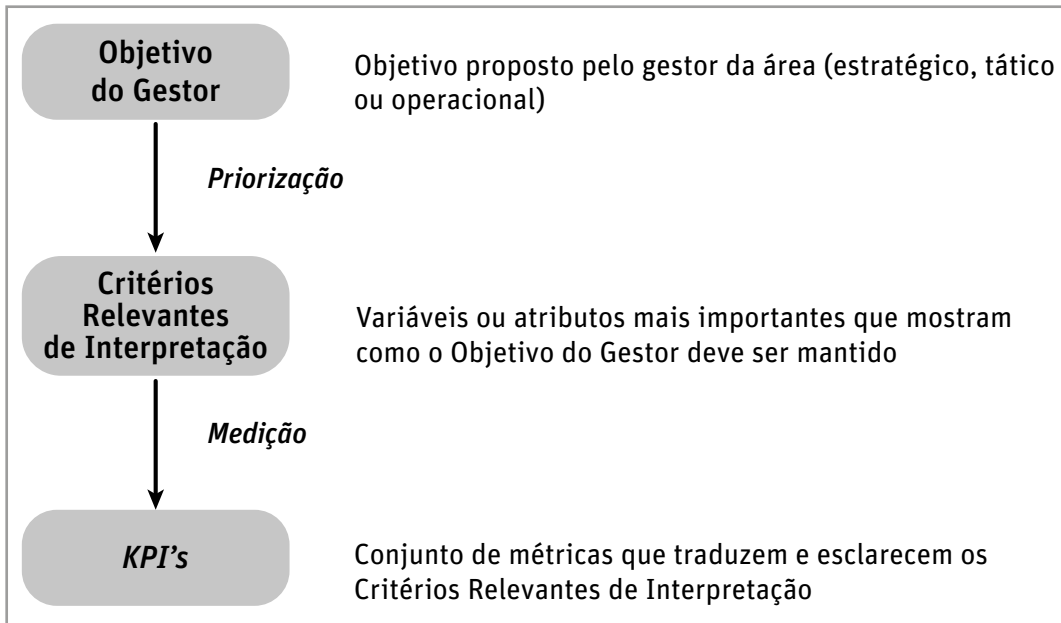 Objetivo
do Gestor
Objetivo proposto pelo gestor da área (estratégico, tático
ou operacional)
Priorização
Critérios
Relevantes
de Interpretação
Variáveis ou atributos mais importantes que mostram
como o Objetivo do Gestor deve ser mantido
Medição
KPI’s
Conjunto de métricas que traduzem e esclarecem os
Critérios Relevantes de Interpretação